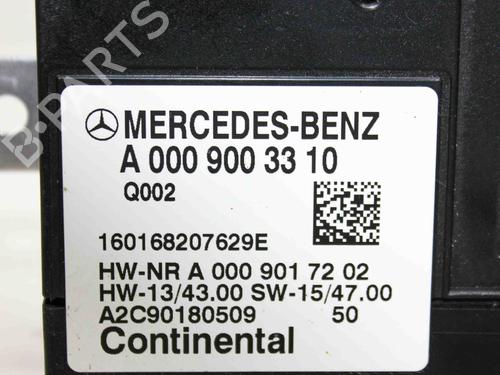 B-PARTS
MERCEDES-BENZ
A 000 900 33 10
Q002
160168207629E
HW-NR A 000 901 72 02
HW-13/43.00 SW-15/47.00
A2C90180509 50
Continental